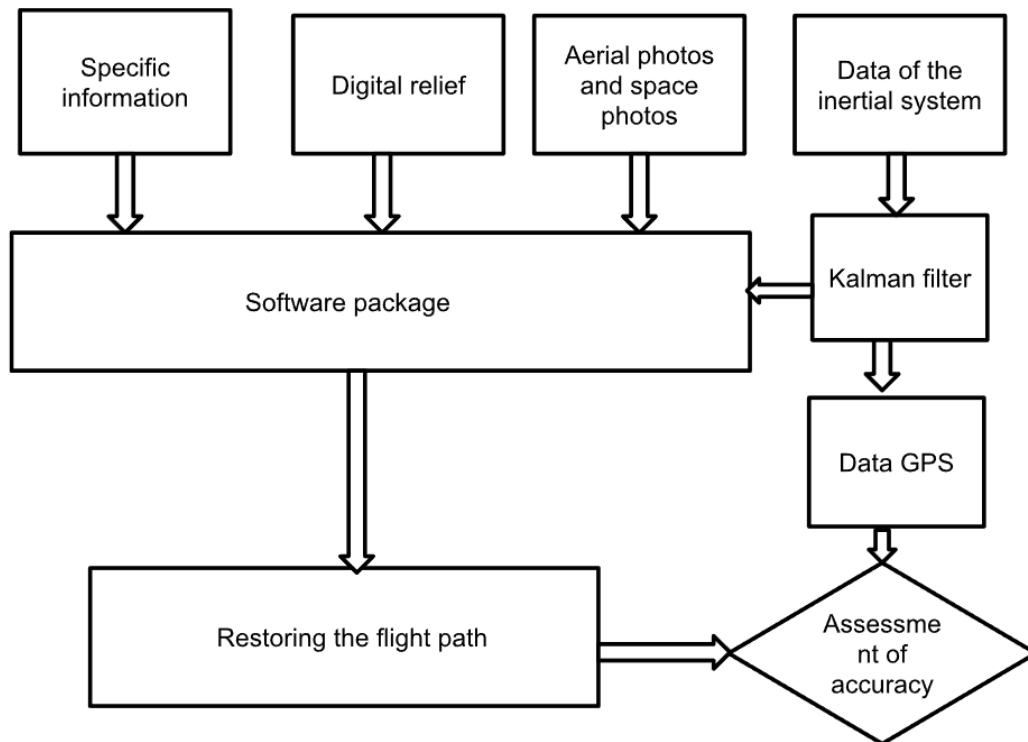 Specific
information
Digital relief
Aerial photos
and space
photos
Data of the
inertial system
Software package
Kalman filter
Data GPS
Restoring the flight path
Assessme
nt of
accuracy